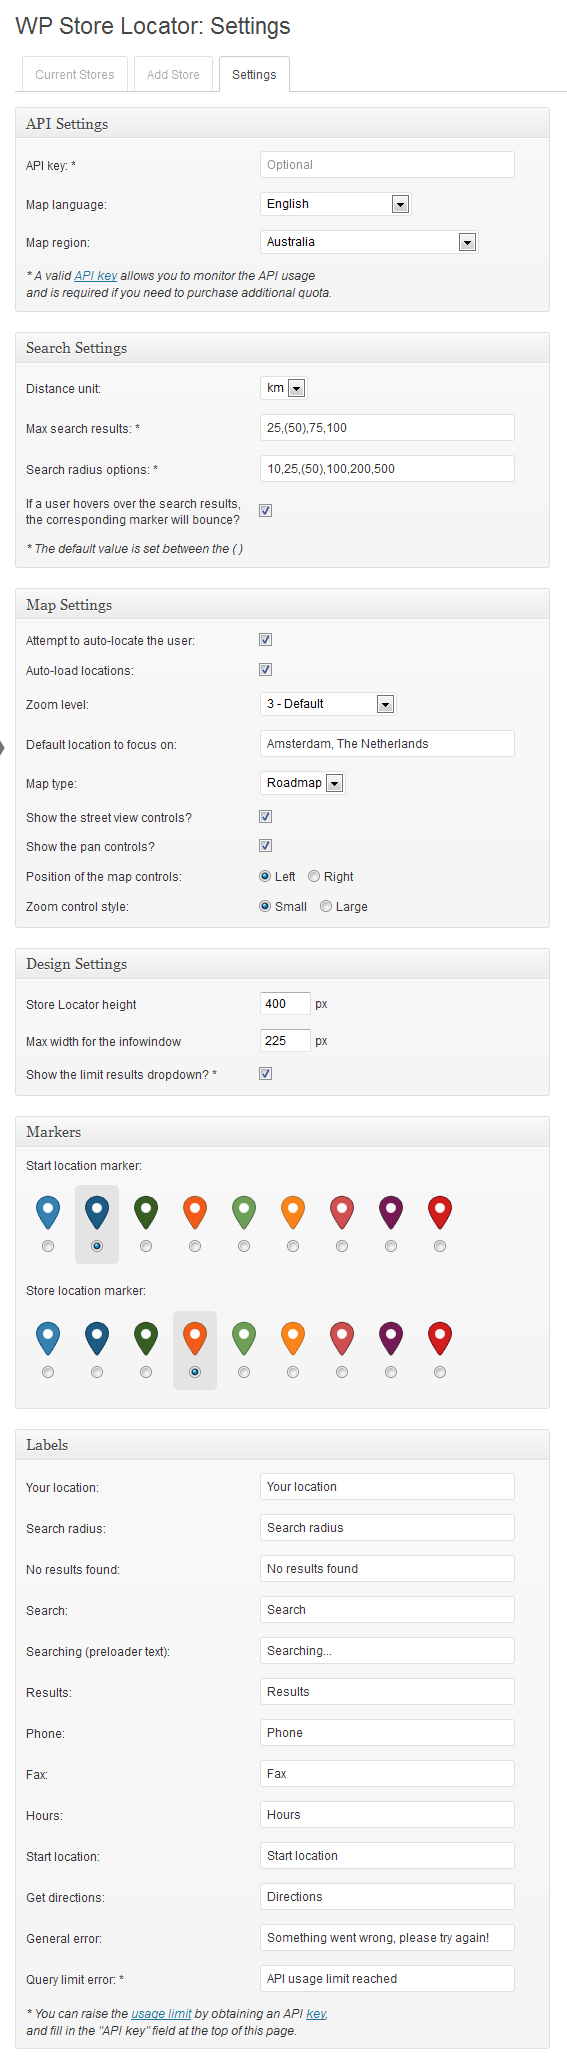 WP Store Locator: Settings
Current Stores Add Store Settings
API Settings
API key: * Optional
Map language: English
Map region: Australia
* A valid API key allows you to monitor the API usage
and is required if you need to purchase additional quota.
Search Settings
Distance unit: km
Max search results: * 25,(50),75,100
Search radius options: * 10,25,(50),100,200,500
If a user hovers over the search results,
the corresponding marker will bounce?
* The default value is set between the ( )
Map Settings
Attempt to auto-locate the user:
Auto-load locations:
Zoom level: 3 - Default
Default location to focus on: Amsterdam, The Netherlands
Map type: Roadmap
Show the street view controls?
Show the pan controls?
Position of the map controls: Left Right
Zoom control style: Small Large
Design Settings
Store Locator height 400 px
Max width for the infowindow 225 px
Show the limit results dropdown? *
Markers
Start location marker:
Store location marker:
Labels
Your location: Your location
Search radius: Search radius
No results found: No results found
Search: Search
Searching (preloader text): Searching...
Results: Results
Phone: Phone
Fax: Fax
Hours: Hours
Start location: Start location
Get directions: Directions
General error: Something went wrong, please try again!
Query limit error: * API usage limit reached
* You can raise the usage limit by obtaining an API key,
and fill in the "API key" field at the top of this page.